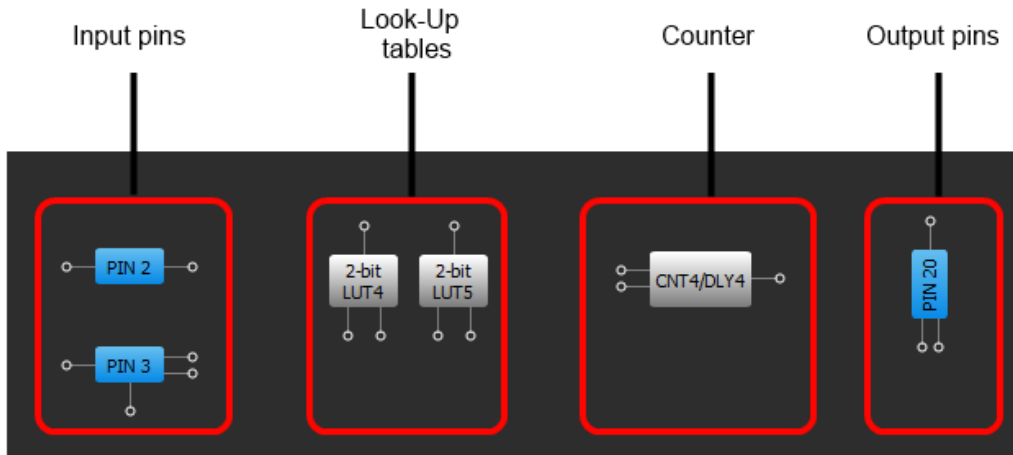 Input pins
Look-Up
tables
Counter
Output pins
PIN 2
PIN 3
2-bit
LUT4
2-bit
LUT5
CNT4/DLY4
PIN 20